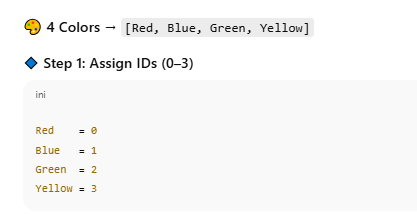 🎨 4 Colors → [Red, Blue, Green, Yellow]
🔷 Step 1: Assign IDs (0–3)
ini
Red    = 0
Blue   = 1
Green  = 2
Yellow = 3